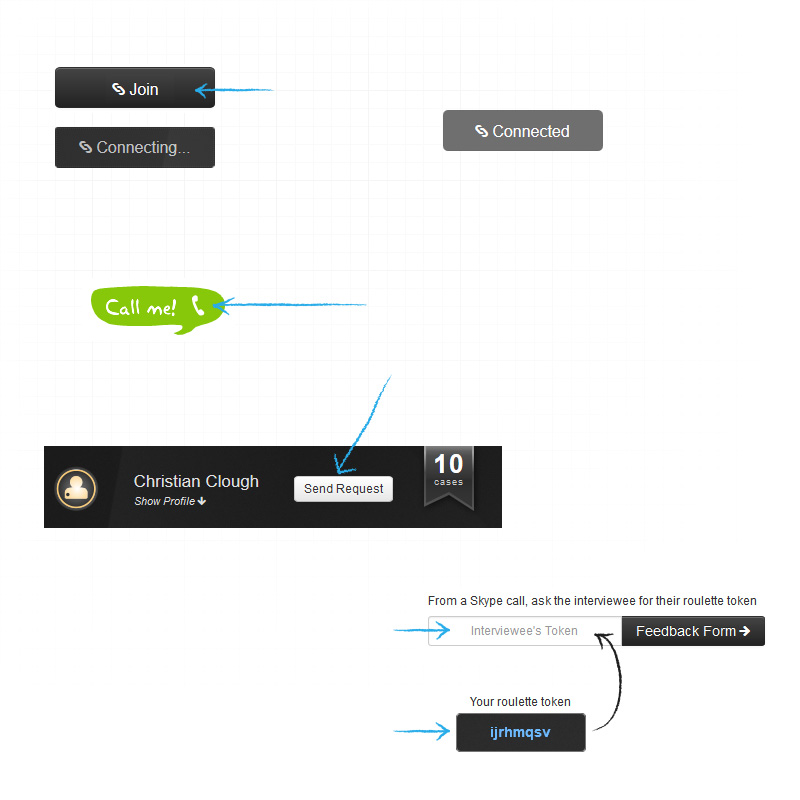 Join
Connected
Connecting...
Call me!
10
cases
Christian Clough
Show Profile
Send Request
From a Skype call, ask the interviewee for their roulette token
Interviewee's Token
Feedback Form
Your roulette token
ijrhmqsv